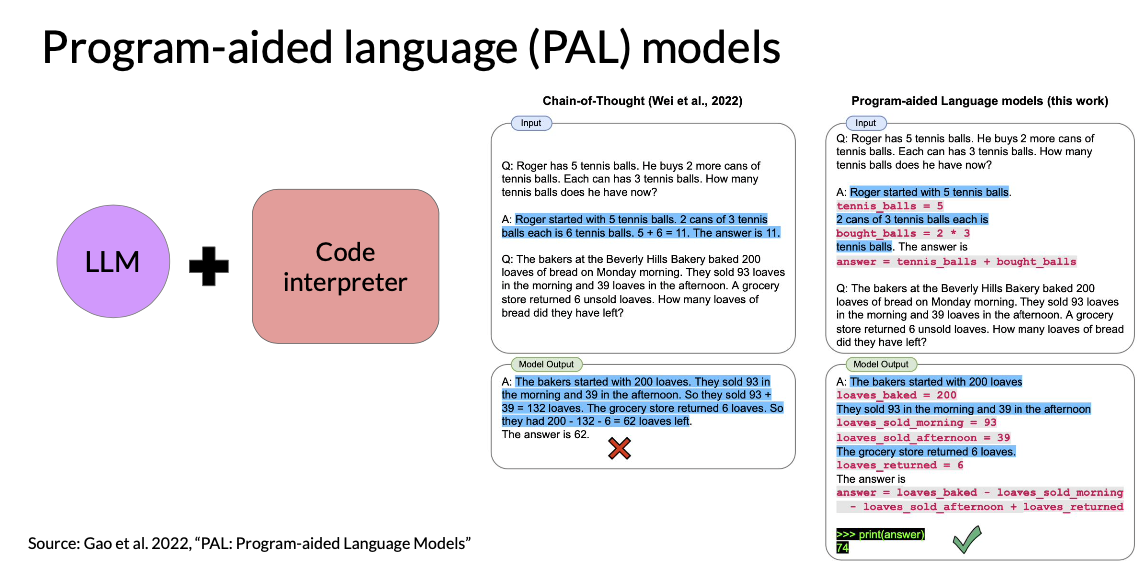 Program-aided language (PAL) models
LLM
Code
interpreter
Chain-of-Thought (Wei et al., 2022)
Input
Q: Roger has 5 tennis balls. He buys 2 more cans of
tennis balls. Each can has 3 tennis balls. How many
tennis balls does he have now?
A: Roger started with 5 tennis balls. 2 cans of 3 tennis
balls each is 6 tennis balls. 5 + 6 = 11. The answer is 11.
Q: The bakers at the Beverly Hills Bakery baked 200
loaves of bread on Monday morning. They sold 93 loaves
in the morning and 39 loaves in the afternoon. A grocery
store returned 6 unsold loaves. How many loaves of
bread did they have left?
Model Output
A: The bakers started with 200 loaves. They sold 93 in
the morning and 39 in the afternoon. So they sold 93 +
39 = 132 loaves. The grocery store returned 6 loaves. So
they had 200 - 132 - 6 = 62 loaves left.
The answer is 62.
Program-aided Language models (this work)
Input
Q: Roger has 5 tennis balls. He buys 2 more cans of
tennis balls. Each can has 3 tennis balls. How many
tennis balls does he have now?
A: Roger started with 5 tennis balls.
tennis_balls = 5
2 cans of 3 tennis balls each is
bought_balls = 2 * 3
tennis balls. The answer is
answer = tennis_balls + bought_balls
Q: The bakers at the Beverly Hills Bakery baked 200
loaves of bread on Monday morning. They sold 93 loaves
in the morning and 39 loaves in the afternoon. A grocery
store returned 6 unsold loaves. How many loaves of bread
did they have left?
Model Output
A: The bakers started with 200 loaves
loaves_baked = 200
They sold 93 in the morning and 39 in the afternoon
loaves_sold_morning = 93
loaves_sold_afternoon = 39
The grocery store returned 6 loaves.
loaves_returned = 6
The answer is
answer = loaves_baked - loaves_sold_morning
- loaves_sold_afternoon + loaves_returned
>>> print(answer)
74
Source: Gao et al. 2022, “PAL: Program-aided Language Models”